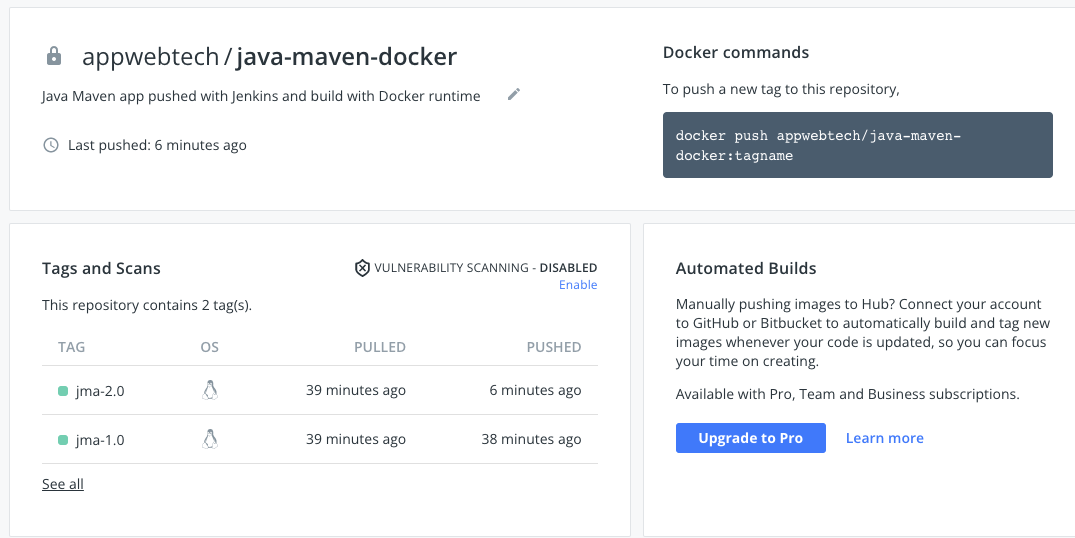 appwebtech / java-maven-docker
Java Maven app pushed with Jenkins and build with Docker runtime
Last pushed: 6 minutes ago
Docker commands
To push a new tag to this repository,
docker push appwebtech/java-maven-
docker:tagname
Tags and Scans
VULNERABILITY SCANNING - DISABLED
Enable
This repository contains 2 tag(s).
TAG OS PULLED PUSHED
jma-2.0 39 minutes ago 6 minutes ago
jma-1.0 39 minutes ago 38 minutes ago
See all
Automated Builds
Manually pushing images to Hub? Connect your account
to GitHub or Bitbucket to automatically build and tag new
images whenever your code is updated, so you can focus
your time on creating.
Available with Pro, Team and Business subscriptions.
Upgrade to Pro Learn more